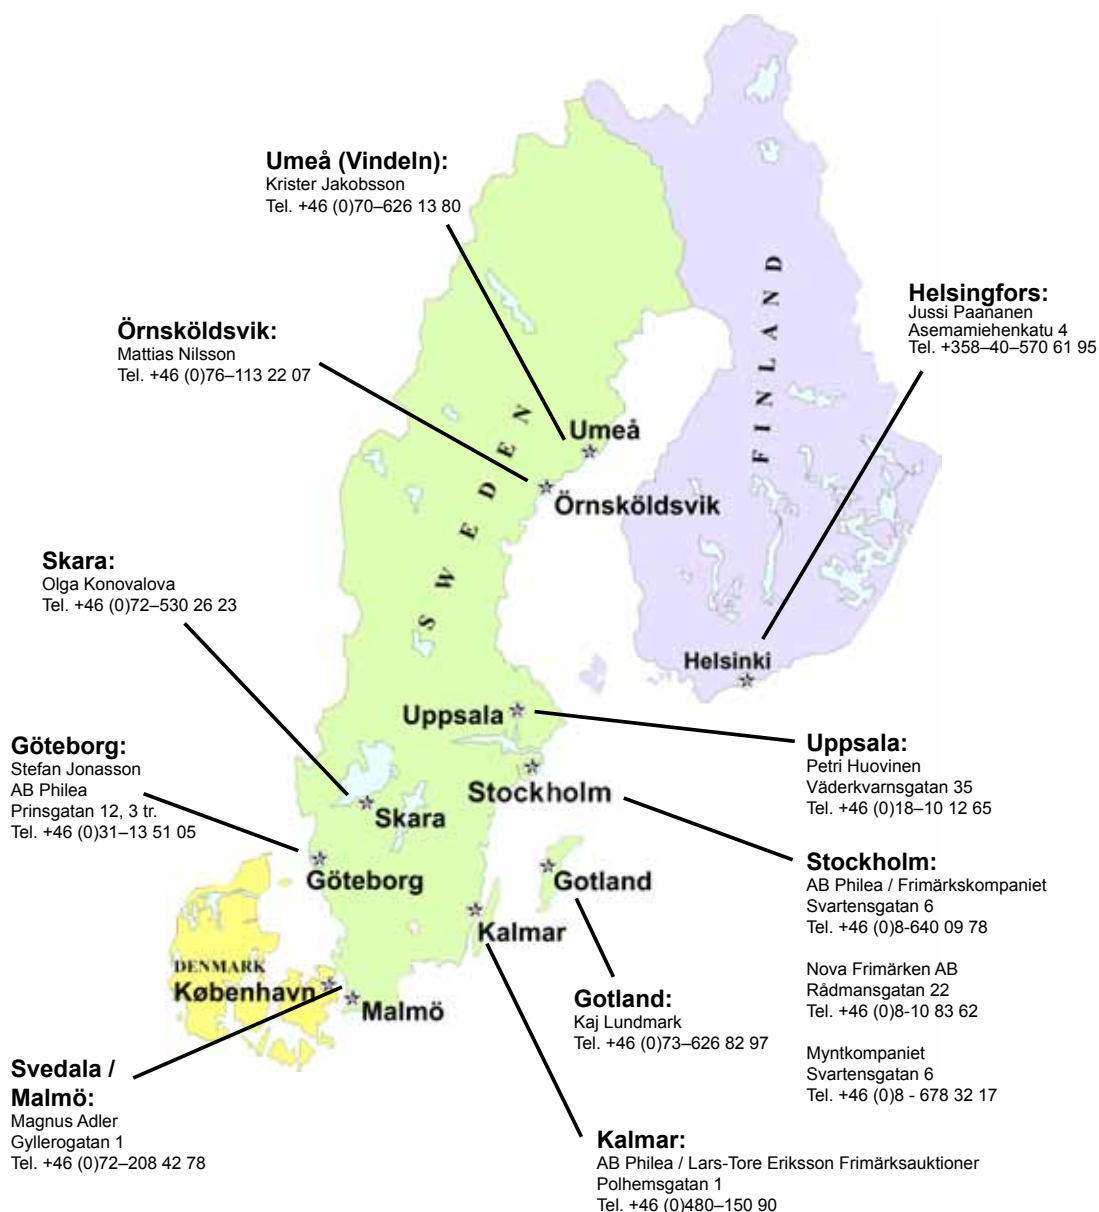 Umeå (Vindeln):
Krister Jakobsson
Tel. +46 (0)70–626 13 80
Örnsköldsvik:
Mattias Nilsson
Tel. +46 (0)76–113 22 07
Helsingfors:
Jussi Paananen
Asemamiehenkatu 4
Tel. +358–40–570 61 95
FINLAND
SWEDEN
Umeå
Örnsköldsvik
Skara:
Olga Konovalova
Tel. +46 (0)72–530 26 23
Helsinki
Uppsala
Göteborg:
Stefan Jonasson
AB Philea
Prinsgatan 12, 3 tr.
Tel. +46 (0)31–13 51 05
Stockholm
Skara
Uppsala:
Petri Huovinen
Väderkvarnsgatan 35
Tel. +46 (0)18–10 12 65
Göteborg
Gotland
Kalmar
Stockholm:
AB Philea / Frimärkskompaniet
Svartensgatan 6
Tel. +46 (0)8-640 09 78
Nova Frimärken AB
Rådmansgatan 22
Tel. +46 (0)8-10 83 62
Myntkompaniet
Svartensgatan 6
Tel. +46 (0)8 - 678 32 17
DENMARK
København
Malmö
Gotland:
Kaj Lundmark
Tel. +46 (0)73–626 82 97
Svedala /
Malmö:
Magnus Adler
Gyllerogatan 1
Tel. +46 (0)72–208 42 78
Kalmar:
AB Philea / Lars-Tore Eriksson Frimärksauktioner
Polhemsgatan 1
Tel. +46 (0)480–150 90